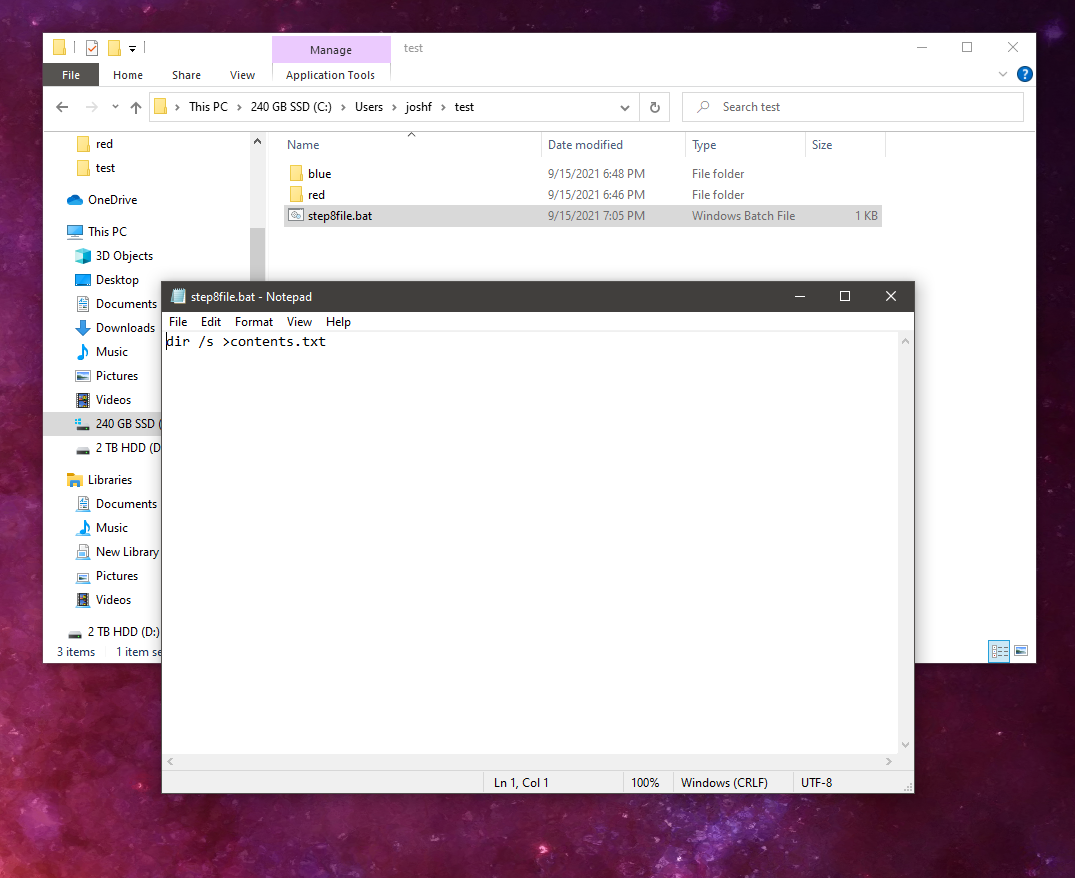 Manage
test
File
Home
Share
View
Application Tools
?
This PC
240 GB SSD (C:)
Users
joshf
test
Search test
Name
Date modified
Type
Size
red
test
OneDrive
This PC
3D Objects
Desktop
Documents
Downloads
Music
Pictures
Videos
240 GB SSD (
2 TB HDD (D
Libraries
Documents
Music
New Library
Pictures
Videos
2 TB HDD (D:)
3 items
1 item se
blue 9/15/2021 6:48 PM File folder
red 9/15/2021 6:46 PM File folder
step8file.bat 9/15/2021 7:05 PM Windows Batch File 1 KB
step8file.bat - Notepad
File Edit Format View Help
dir /s >contents.txt
Ln 1, Col 1
100%
Windows (CRLF)
UTF-8